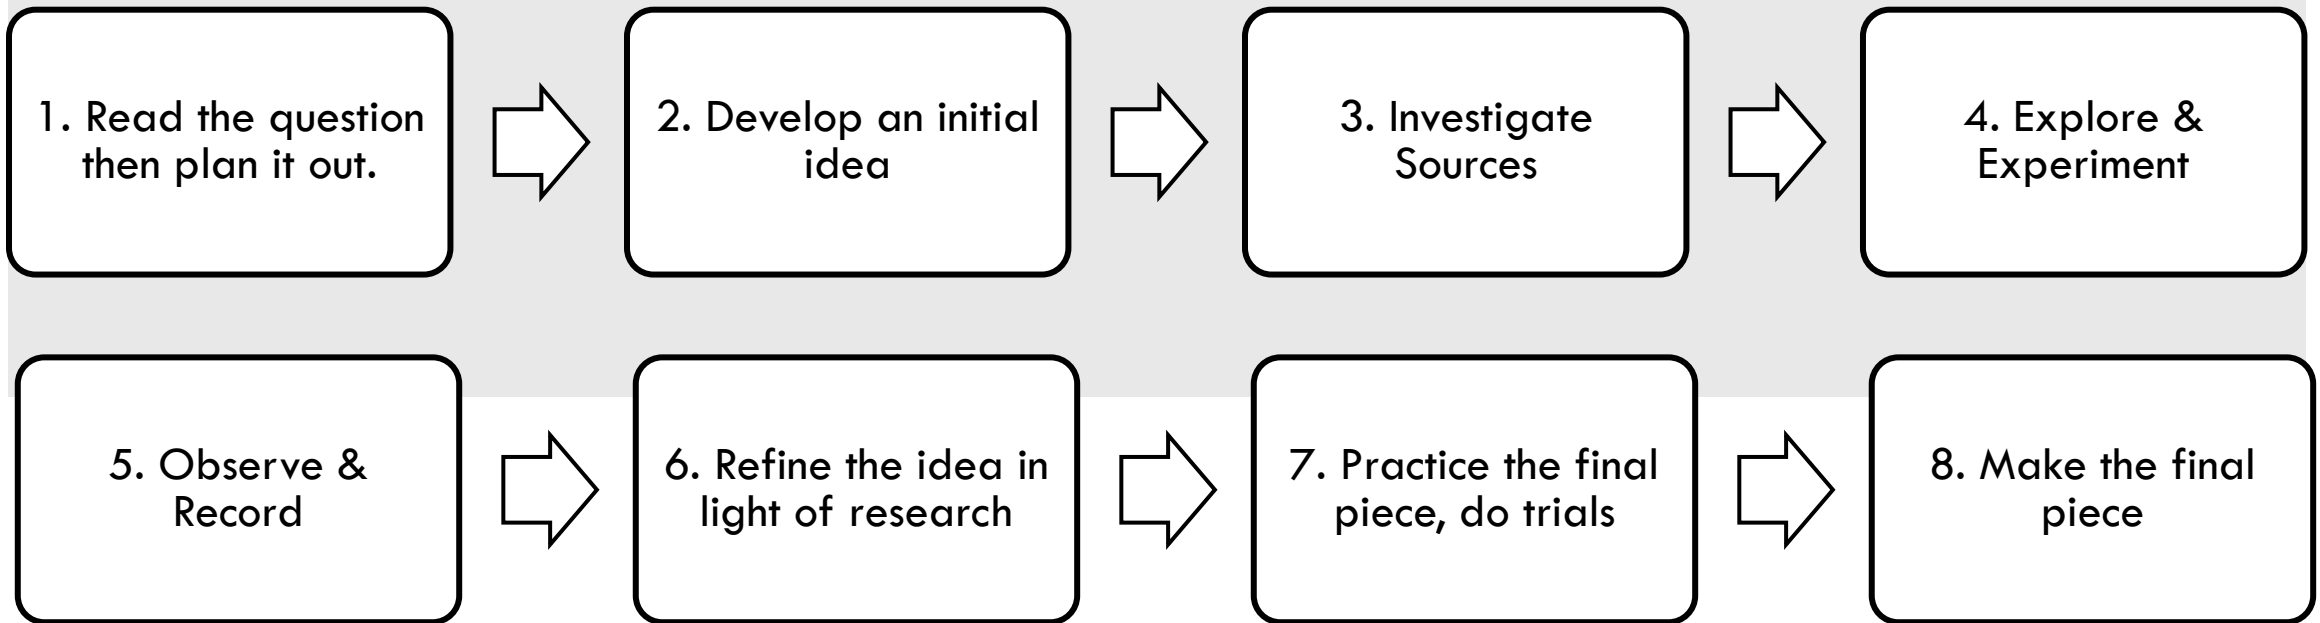 1. Read the question
then plan it out.
2. Develop an initial
idea
3. Investigate
Sources
4. Explore &
Experiment
5. Observe &
Record
6. Refine the idea in
light of research
7. Practice the final
piece, do trials
8. Make the final
piece